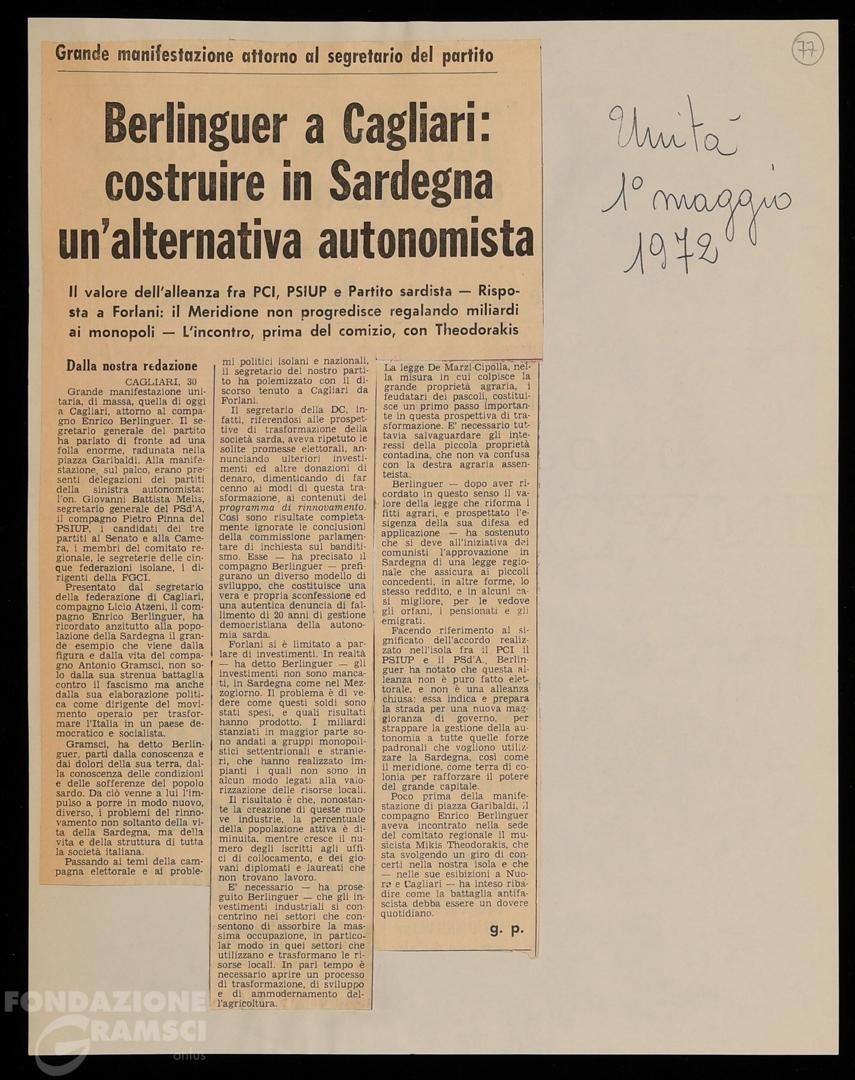 77
Grande manifestazione attorno al segretario del partito
Berlinguer a Cagliari:
costruire in Sardegna
un'alternativa autonomista
Il valore dell'alleanza fra PCI, PSIUP e Partito sardista — Rispo-
sta a Forlani: il Meridione non progredisce regalando miliardi
ai monopoli — L'incontro, prima del comizio, con Theodorakis
Unità
1° maggio
1972
Dalla nostra redazione
CAGLIARI, 30
Grande manifestazione uni-
taria, di massa, quella di oggi
a Cagliari, attorno al compa-
gno Enrico Berlinguer. Il se-
gretario generale del partito
ha parlato di fronte ad una
folla enorme, radunata nella
piazza Garibaldi. Alla manife-
stazione, sul palco, erano pre-
senti delegazioni dei partiti
della sinistra autonomista:
l'on. Giovanni Battista Melis,
segretario generale del PSd'A,
il compagno Pietro Pinna del
PSIUP, i candidati dei tre
partiti al Senato e alla Came-
ra, i membri del comitato re-
gionale, le segreterie delle cin-
que federazioni isolane, i di-
rigenti della FGCI.
Presentato dal segretario
della federazione di Cagliari,
compagno Licio Atzeni, il com-
pagno Enrico Berlinguer, ha
ricordato anzitutto alla popo-
lazione della Sardegna il gran-
de esempio che viene dalla
figura e dalla vita del compa-
gno Antonio Gramsci, non so-
lo dalla sua strenua battaglia
contro il fascismo ma anche
dalla sua elaborazione politi-
ca come dirigente del movi-
mento operaio per trasfor-
mare l'Italia in un paese de-
mocratico e socialista.
Gramsci, ha detto Berlin-
guer, partì dalla conoscenza e
dai dolori della sua terra, dal-
la conoscenza delle condizioni
e delle sofferenze del popolo
sardo. Da ciò venne a lui l'im-
pulso a porre in modo nuovo,
diverso, i problemi del rinno-
vamento non soltanto della vi-
ta della Sardegna, ma della
vita e della struttura di tutta
la società italiana.
Passando ai temi della cam-
pagna elettorale e ai proble-
mi politici isolani e nazionali,
il segretario del nostro parti-
to ha polemizzato con il di-
scorso tenuto a Cagliari da
Forlani.
Il segretario della DC, in-
fatti, riferendosi alle prospet-
tive di trasformazione della
società sarda, aveva ripetuto le
solite promesse elettorali, an-
nunciando ulteriori investi-
menti ed altre donazioni di
denaro, dimenticando di far
cenno ai modi di questa tra-
sformazione, ai contenuti del
programma di rinnovamento.
Così sono risultate completa-
mente ignorate le conclusioni
della commissione parlamen-
tare di inchiesta sul banditi-
smo. Esse — ha precisato il
compagno Berlinguer — prefi-
gurano un diverso modello di
sviluppo, che costituisce una
vera e propria sconfessione ed
una autentica denuncia di fal-
limento di 20 anni di gestione
democristiana della autono-
mia sarda.
Forlani si è limitato a par-
lare di investimenti. In realtà
— ha detto Berlinguer — gli
investimenti non sono manca-
ti, in Sardegna come nel Mez-
zogiorno. Il problema è di ve-
dere come questi soldi sono
stati spesi, e quali risultati
hanno prodotto. I miliardi
stanziati in maggior parte so-
no andati a gruppi monopoli-
stici settentrionali e stranie-
ri, che hanno realizzato im-
pianti i quali non sono in
alcun modo legati alla valo-
rizzazione delle risorse locali.
Il risultato è che, nonostan-
te la creazione di queste nuo-
ve industrie, la percentuale
della popolazione attiva è di-
minuita, mentre cresce il nu-
mero degli iscritti agli uffi-
ci di collocamento, e dei gio-
vani diplomati e laureati che
non trovano lavoro.
E' necessario — ha prose-
guito Berlinguer — che gli in-
vestimenti industriali si con-
centrino nei settori che con-
sentono di assorbire la mas-
sima occupazione, in partico-
lar modo in quei settori che
utilizzano e trasformano le ri-
sorse locali. In pari tempo è
necessario aprire un processo
di trasformazione, di sviluppo
e di ammodernamento del-
l'agricoltura.
La legge De Marzi-Cipolla, nel-
la misura in cui colpisce la
grande proprietà agraria, i
feudatari dei pascoli, costitui-
sce un primo passo importan-
te in questa prospettiva di tra-
sformazione. E' necessario tut-
tavia salvaguardare gli inte-
ressi della piccola proprietà
contadina, che non va confusa
con la destra agraria assen-
teista.
Berlinguer — dopo aver ri-
cordato in questo senso il va-
lore della legge che riforma i
fitti agrari, e prospettato l'e-
sigenza della sua difesa ed
applicazione — ha sostenuto
che si deve all'iniziativa dei
comunisti l'approvazione in
Sardegna di una legge regio-
nale che assicura ai piccoli
concedenti, in altre forme, lo
stesso reddito, e in alcuni ca-
si migliore, per le vedove
gli orfani, i pensionati e gli
emigrati.
Facendo riferimento al si-
gnificato dell'accordo realiz-
zato nell'isola fra il PCI il
PSIUP e il PSd'A., Berlin-
guer ha notato che questa al-
leanza non è puro fatto elet-
torale, e non è una alleanza
chiusa: essa indica e prepara
la strada per una nuova mag-
gioranza di governo, per
strappare la gestione della au-
tonomia a tutte quelle forze
padronali che vogliono utiliz-
zare la Sardegna, così come
il meridione, come terra di co-
lonia per rafforzare il potere
del grande capitale.
Poco prima della manife-
stazione di piazza Garibaldi, il
compagno Enrico Berlinguer
aveva incontrato nella sede
del comitato regionale il mu-
sicista Mikis Theodorakis, che
sta svolgendo un giro di con-
certi nella nostra isola e che
— nelle sue esibizioni a Nuo-
ro e Cagliari — ha inteso riba-
dire come la battaglia antifa-
scista debba essere un dovere
quotidiano.
g. p.
FONDAZIONE
GRAMSCI
onlus